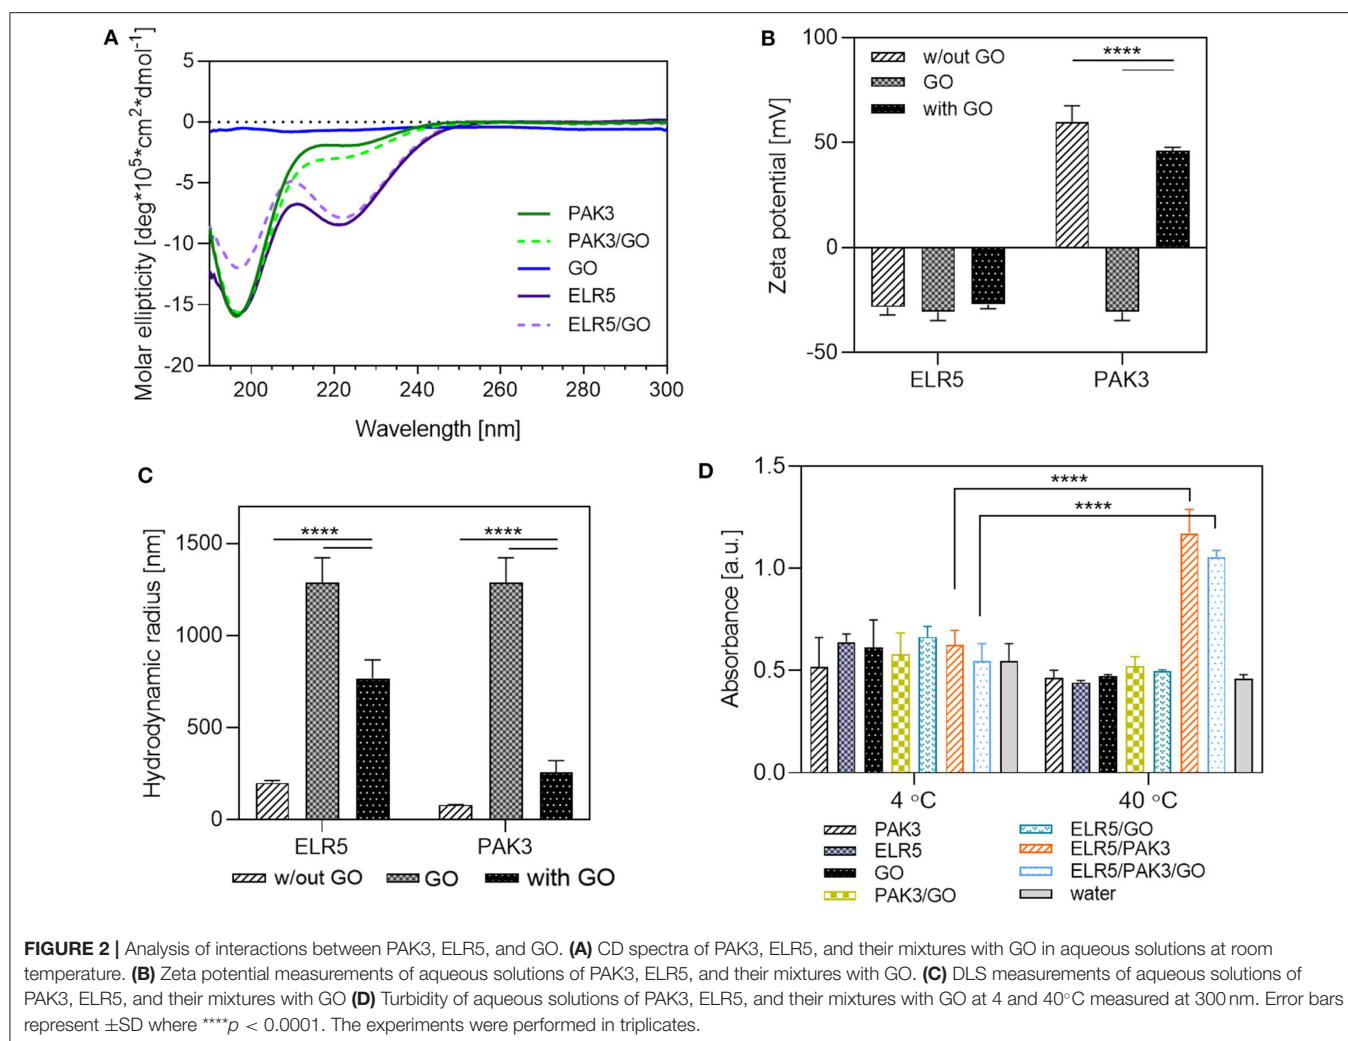 A
Molar ellipticity [deg*10⁵*cm²*dmol⁻¹]
5
0
-5
-10
-15
-20
200 220 240 260 280 300
Wavelength [nm]
PAK3
PAK3/GO
GO
ELR5
ELR5/GO
B
Zeta potential [mV]
100
50
0
-50
w/out GO
GO
with GO
****
ELR5 PAK3
C
Hydrodynamic radius [nm]
1500
1000
500
0
**** ****
ELR5 PAK3
w/out GO GO with GO
D
Absorbance [a.u.]
1.5
1.0
0.5
0.0
****
****
4 °C 40 °C
PAK3
ELR5
GO
PAK3/GO
ELR5/GO
ELR5/PAK3
ELR5/PAK3/GO
water
FIGURE 2 | Analysis of interactions between PAK3, ELR5, and GO. (A) CD spectra of PAK3, ELR5, and their mixtures with GO in aqueous solutions at room
temperature. (B) Zeta potential measurements of aqueous solutions of PAK3, ELR5, and their mixtures with GO. (C) DLS measurements of aqueous solutions of
PAK3, ELR5, and their mixtures with GO (D) Turbidity of aqueous solutions of PAK3, ELR5, and their mixtures with GO at 4 and 40°C measured at 300 nm. Error bars
represent ±SD where ****p < 0.0001. The experiments were performed in triplicates.